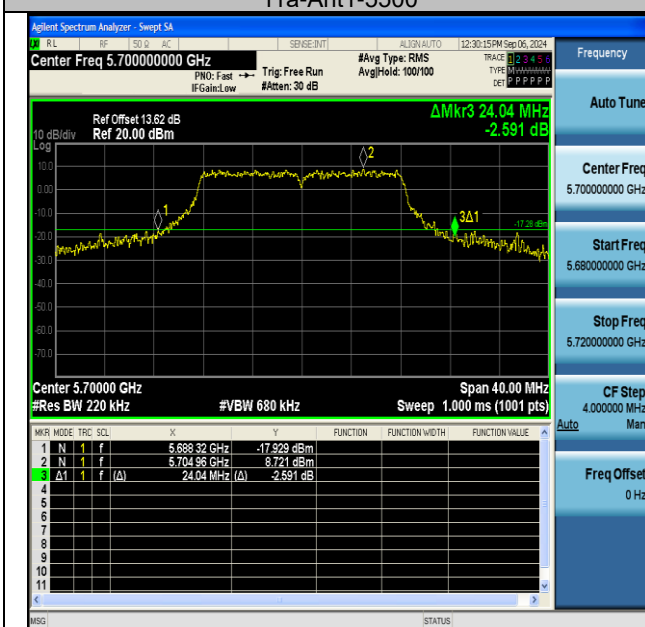 11a-Ant1-5500
Agilent Spectrum Analyzer - Swept SA
RL RF 50 Ω AC SENSE:INT ALIGN AUTO 12:30:15 PM Sep 06, 2024
Center Freq 5.700000000 GHz
PNO: Fast
IFGain:Low
Trig: Free Run
#Atten: 30 dB
#Avg Type: RMS
Avg|Hold: 100/100
TRACE 1 2 3 4 5 6
TYPE M
DET P P P P P P
Frequency
Auto Tune
Center Freq
5.700000000 GHz
Start Freq
5.680000000 GHz
Stop Freq
5.720000000 GHz
CF Step
4.000000 MHz
Auto Man
Freq Offset
0 Hz
ΔMkr3 24.04 MHz
-2.591 dB
Ref Offset 13.62 dB
10 dB/div Ref 20.00 dBm
Log
10.0
0.00
-10.0
-20.0
-30.0
-40.0
-50.0
-60.0
-70.0
1
2
3Δ1
-17.28 dBm
Center 5.70000 GHz Span 40.00 MHz
#Res BW 220 kHz #VBW 680 kHz Sweep 1.000 ms (1001 pts)
MKR MODE TRC SCL X Y FUNCTION FUNCTION WIDTH FUNCTION VALUE
1 N 1 f 5.688 32 GHz -17.929 dBm
2 N 1 f 5.704 96 GHz 8.721 dBm
3 Δ1 1 f (Δ) 24.04 MHz (Δ) -2.591 dB
4
5
6
7
8
9
10
11
MSG STATUS